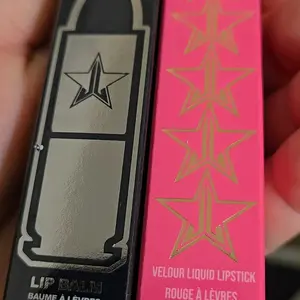 LIP BALM
BAUME À LÈVRES
VELOUR LIQUID LIPSTICK
ROUGE À LÈVRES